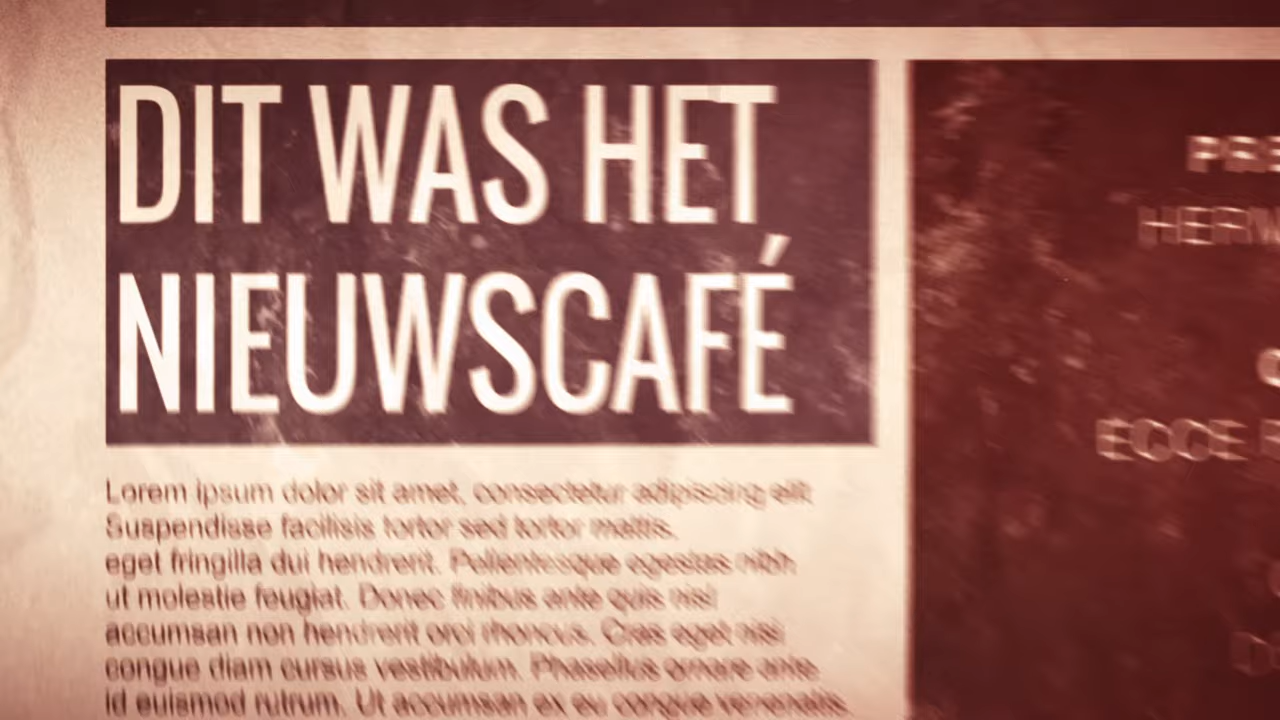 DIT WAS HET
NIEUWSCAFÉ
Lorem ipsum dolor sit amet, consectetur adipiscing elit
Suspendisse facilisis tortor sed tortor mattis,
eget fringilla dui hendrerit. Pellentesque egestas nibh
ut molestie feugiat. Donec finibus ante quis nisl
accumsan non hendrerit orci rhoncus. Cras eget nisi
congue diam cursus vestibulum. Phasellus ornare ante
id euismod rutrum. Ut accumsan ex eu congue venenatis.
ECCE